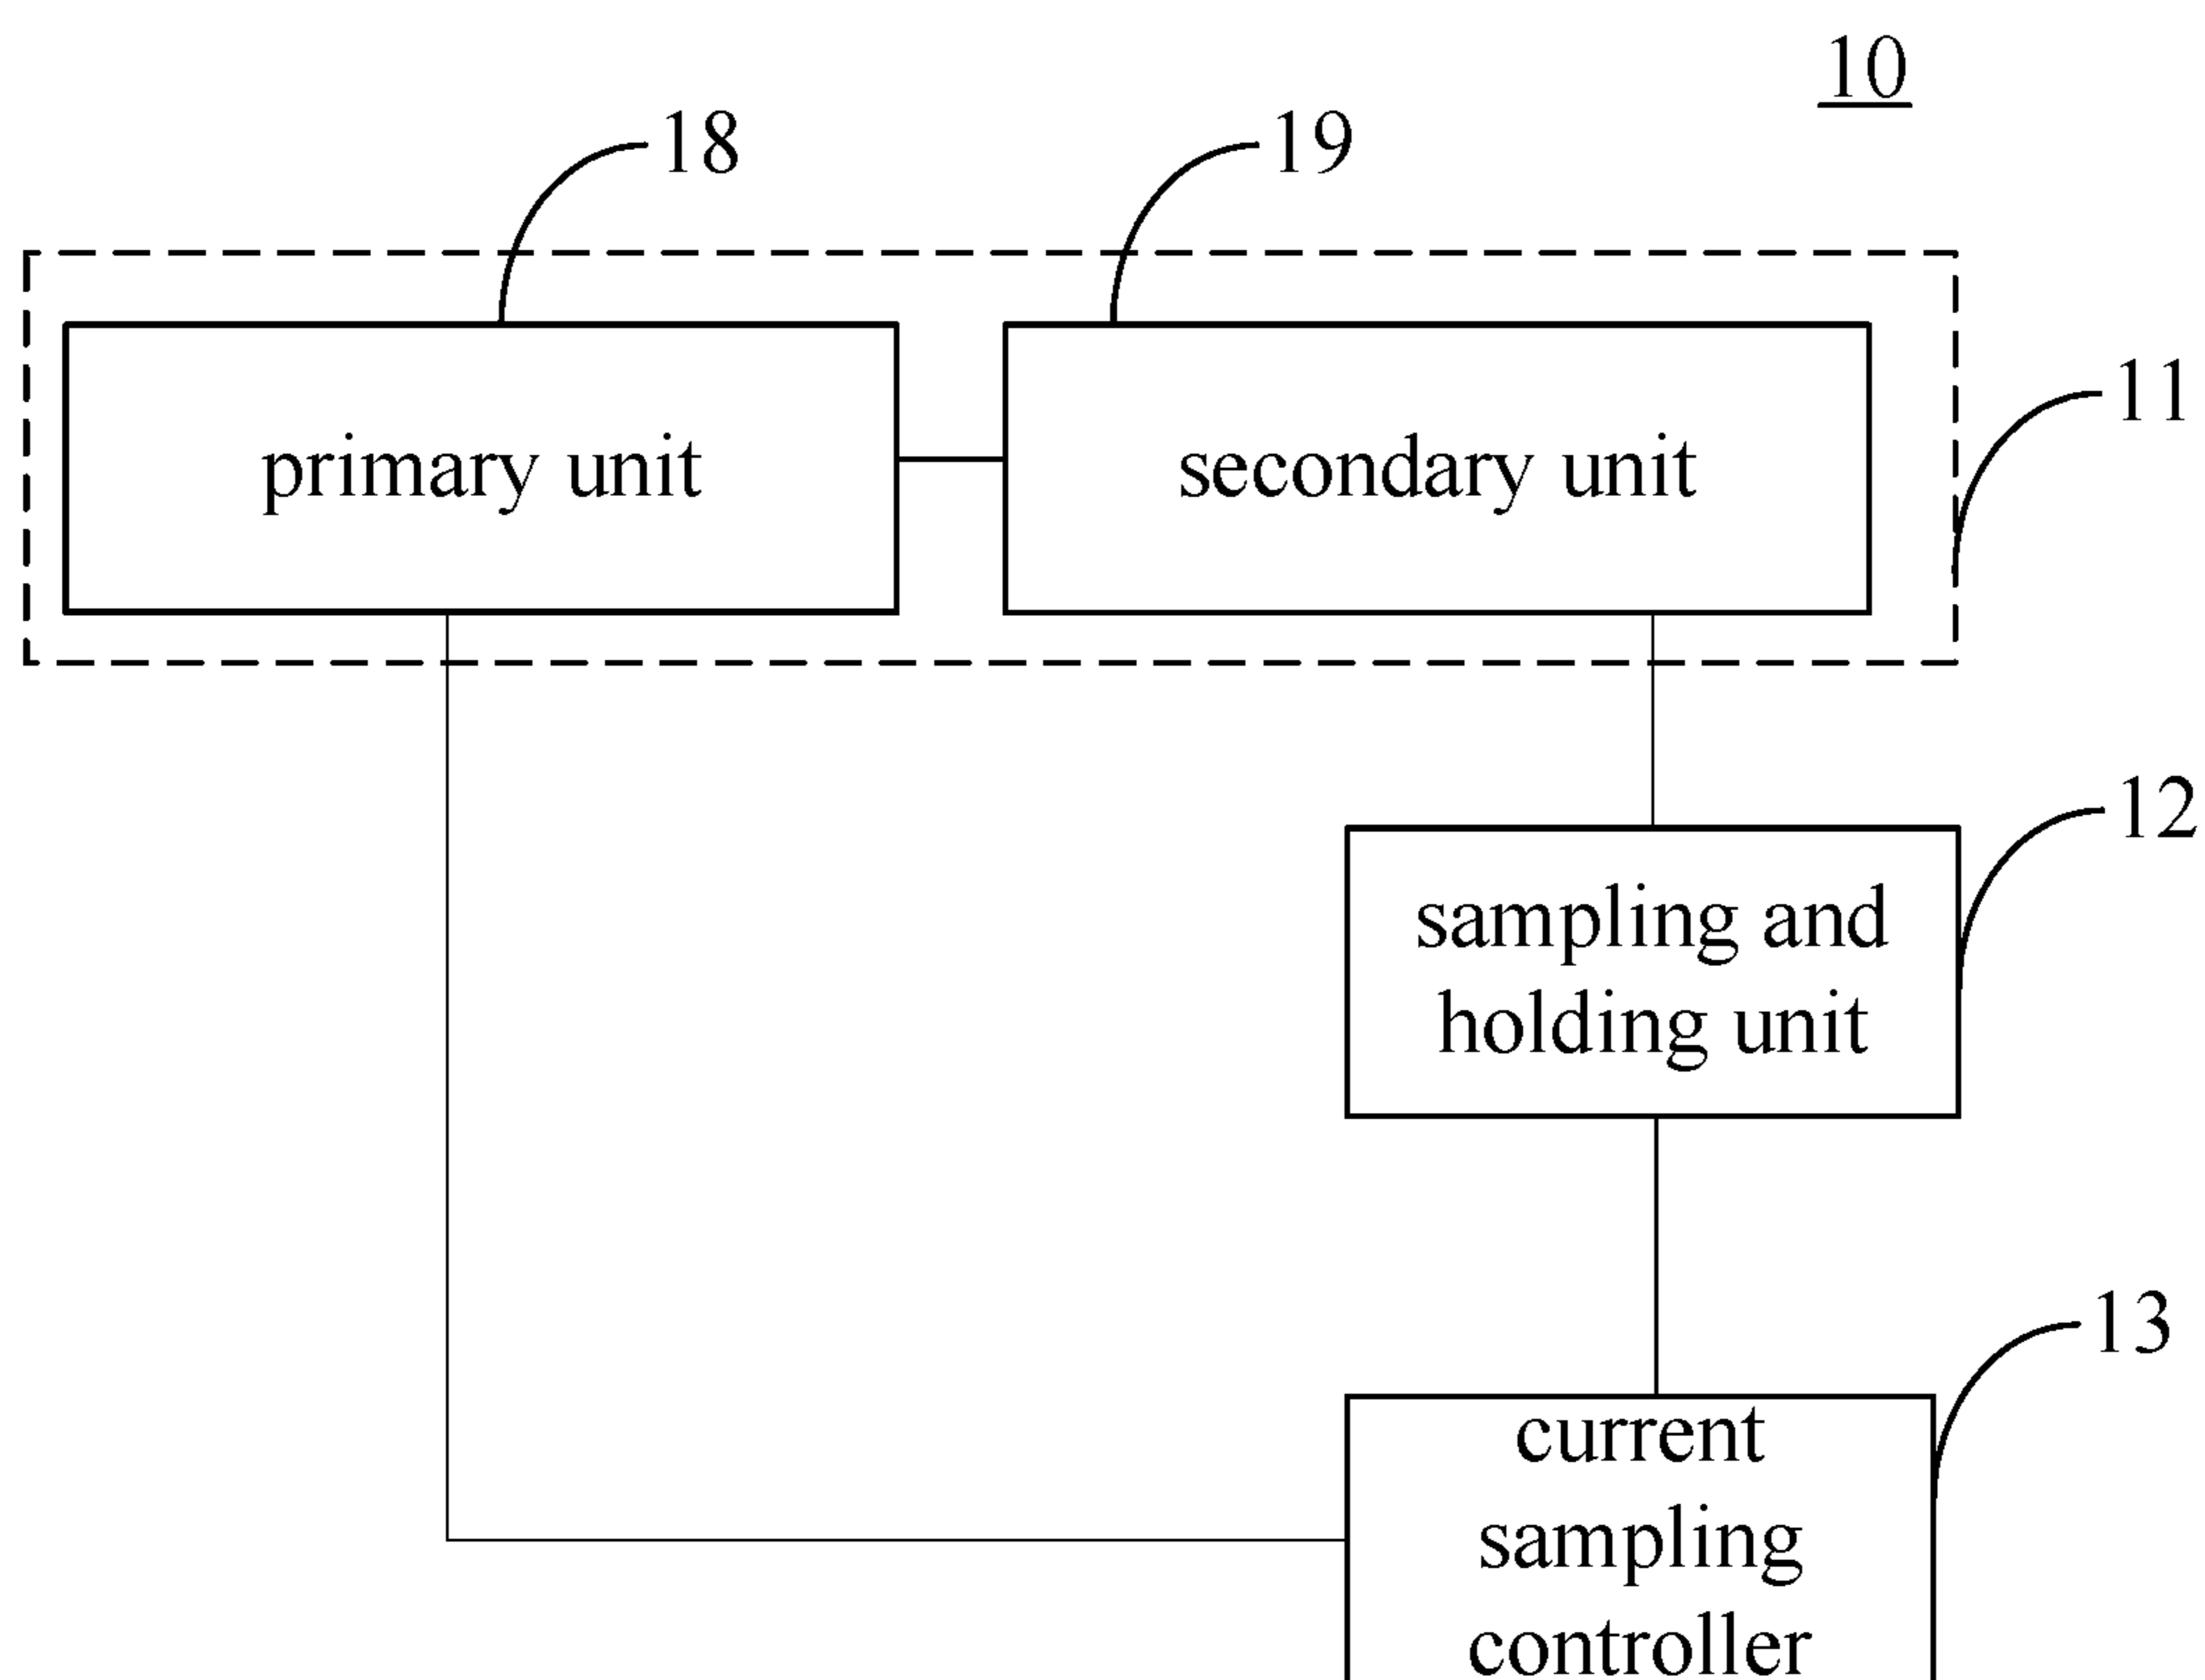 10
18
19
primary unit
secondary unit
11
12
sampling and
holding unit
13
current
sampling
controller